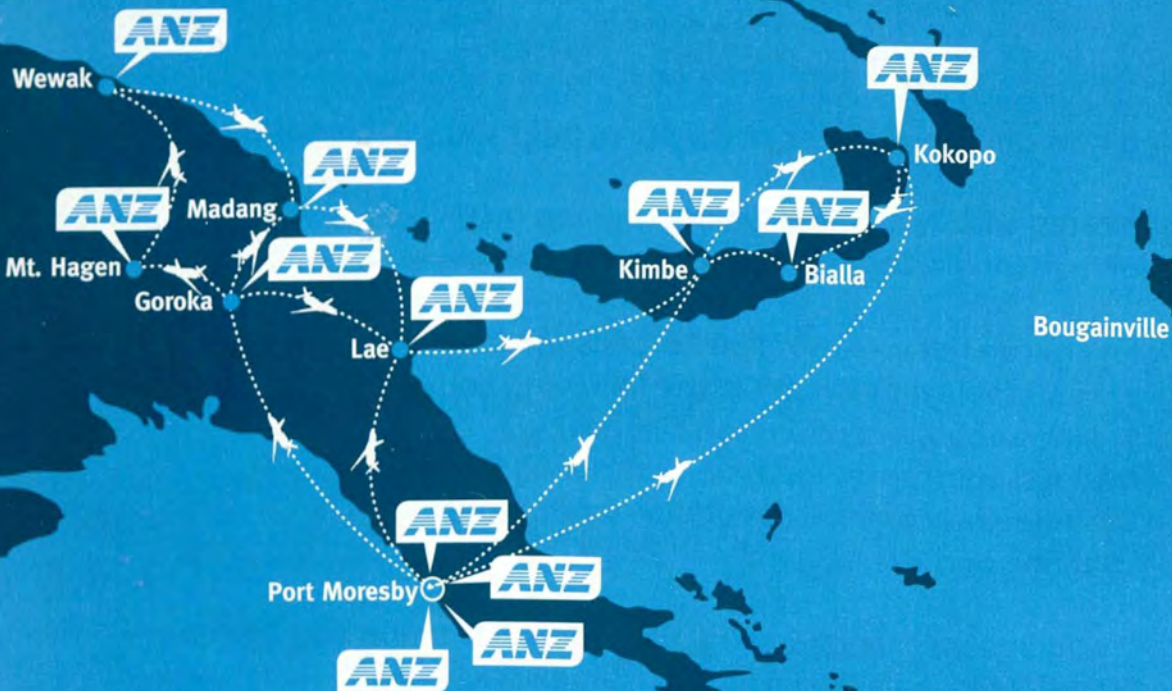 ANZ
Wewak
ANZ
Kokopo
ANZ
Madang
ANZ
Mt. Hagen
ANZ
Goroka
ANZ
Kimbe
ANZ
Bialla
ANZ
Lae
Bougainville
ANZ
Port Moresby
ANZ
ANZ
ANZ